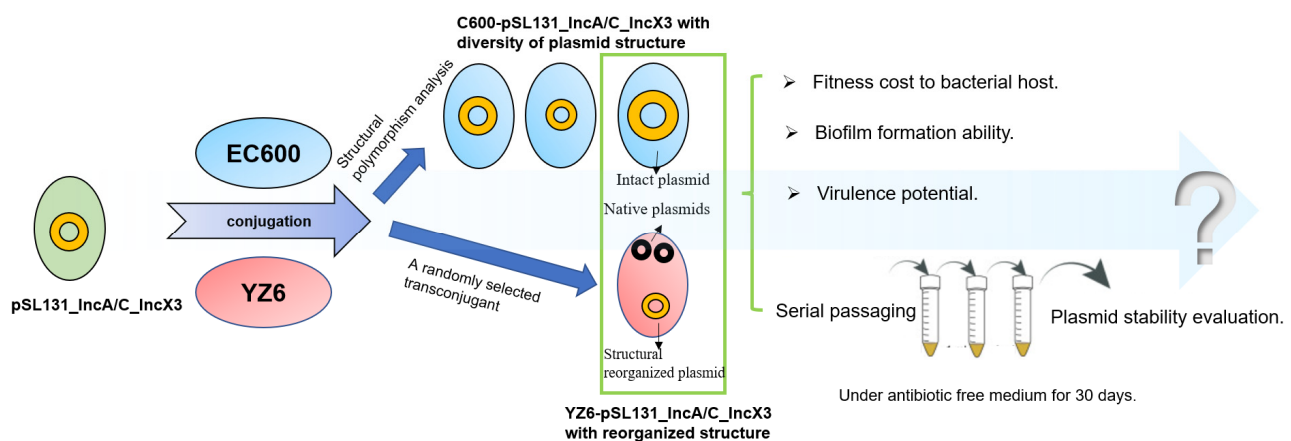 C600-pSL131_IncA/C_IncX3 with
diversity of plasmid structure
Structural
polymorphism analysis
EC600
conjugation
YZ6
pSL131_IncA/C_IncX3
A randomly selected
transconjugant
Intact plasmid
Native plasmids
Structural
reorganized plasmid
YZ6-pSL131_IncA/C_IncX3
with reorganized structure
➢ Fitness cost to bacterial host.
➢ Biofilm formation ability.
➢ Virulence potential.
?
Serial passaging
Plasmid stability evaluation.
Under antibiotic free medium for 30 days.